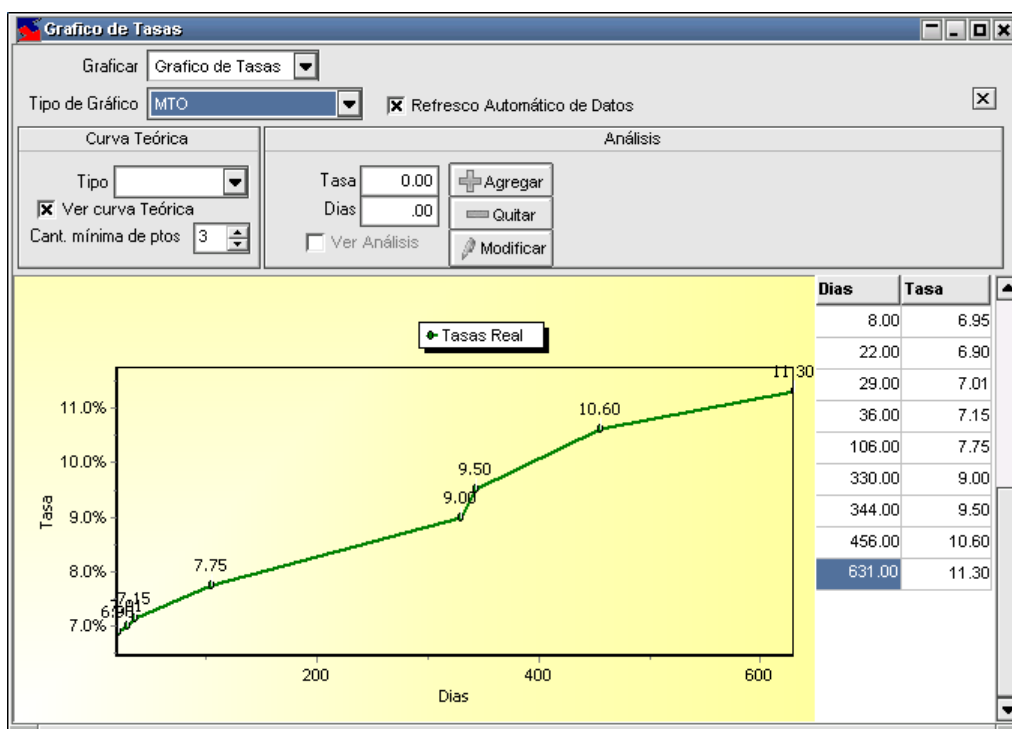 Grafico de Tasas
Graficar Grafico de Tasas
Tipo de Gráfico MTO Refresco Automático de Datos
Curva Teórica
Tipo
Ver curva Teórica
Cant. mínima de ptos 3
Análisis
Tasa 0.00 Agregar
Dias .00 Quitar
Ver Análisis Modificar
Tasas Real
11.30
10.60
9.50
9.00
7.75
7.15
11.0%
10.0%
9.0%
8.0%
7.0%
Tasa
200 400 600
Dias
Dias Tasa
8.00 6.95
22.00 6.90
29.00 7.01
36.00 7.15
106.00 7.75
330.00 9.00
344.00 9.50
456.00 10.60
631.00 11.30